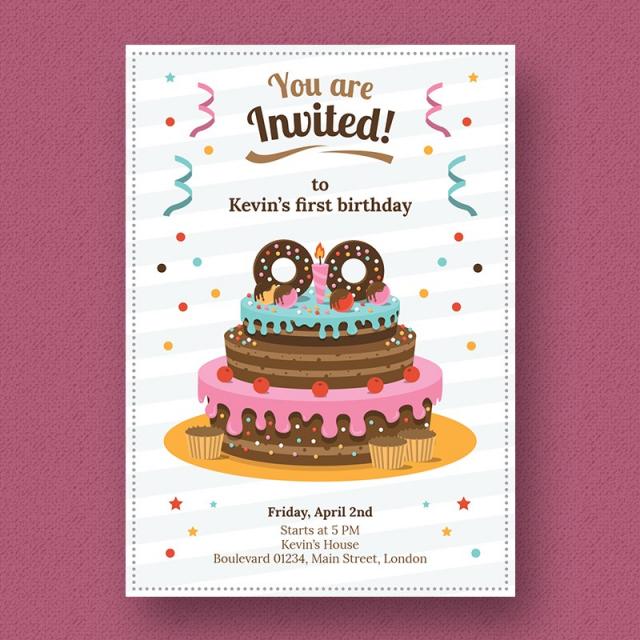 You are
Invited!
to
Kevin's first birthday
Friday, April 2nd
Starts at 5 PM
Kevin's House
Boulevard 01234, Main Street, London